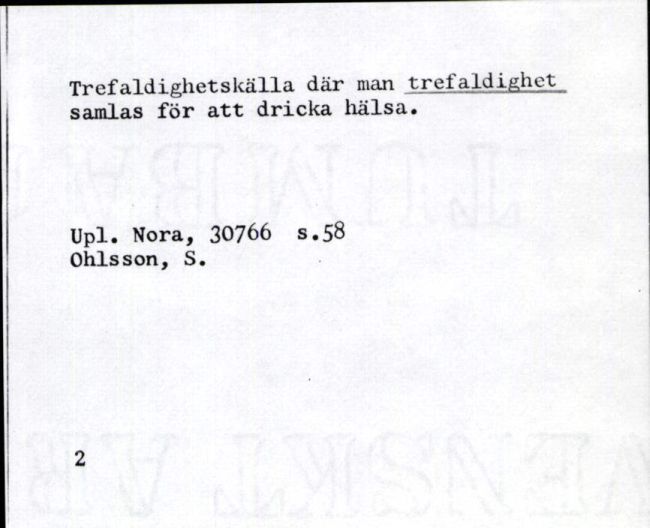 Trefaldighetskälla där man trefaldighet
samlas för att dricka hälsa.
Upl. Nora, 30766 s.58
Ohlsson, S.
2